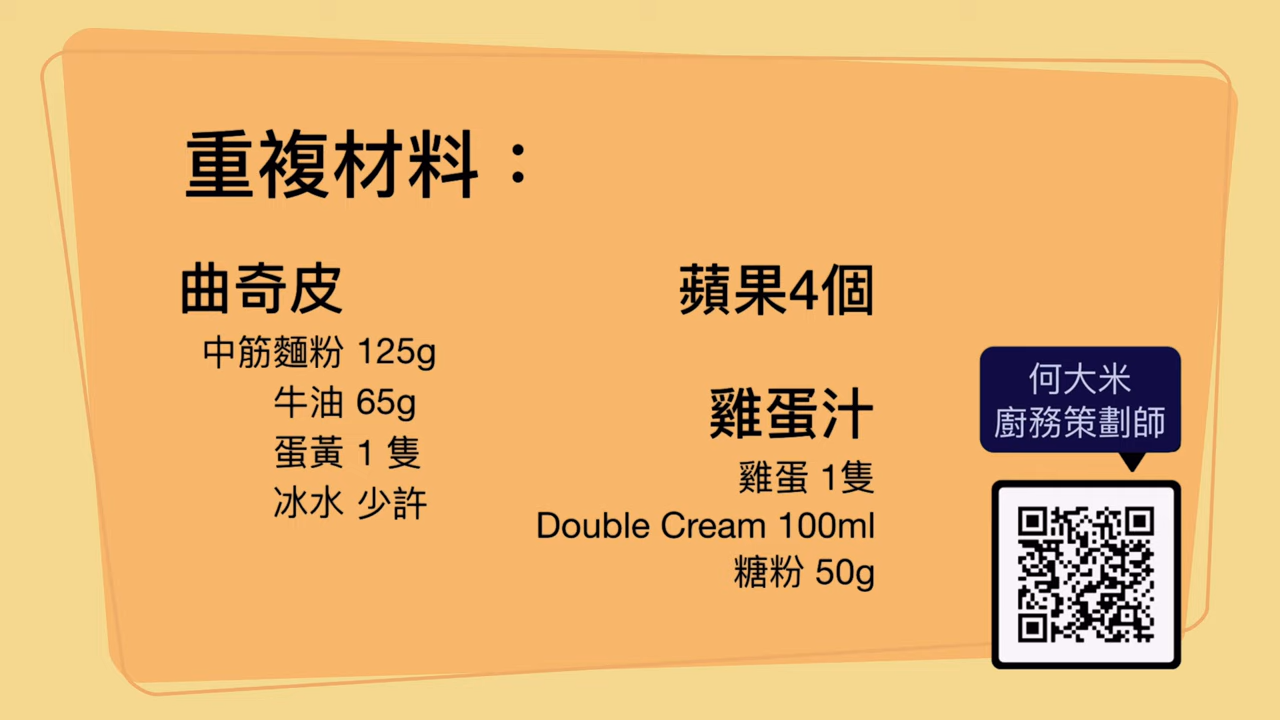 重複材料：
曲奇皮
中筋麵粉 125g
牛油 65g
蛋黃 1 隻
冰水 少許
蘋果4個
雞蛋汁
雞蛋 1隻
Double Cream 100ml
糖粉 50g
何大米
廚務策劃師